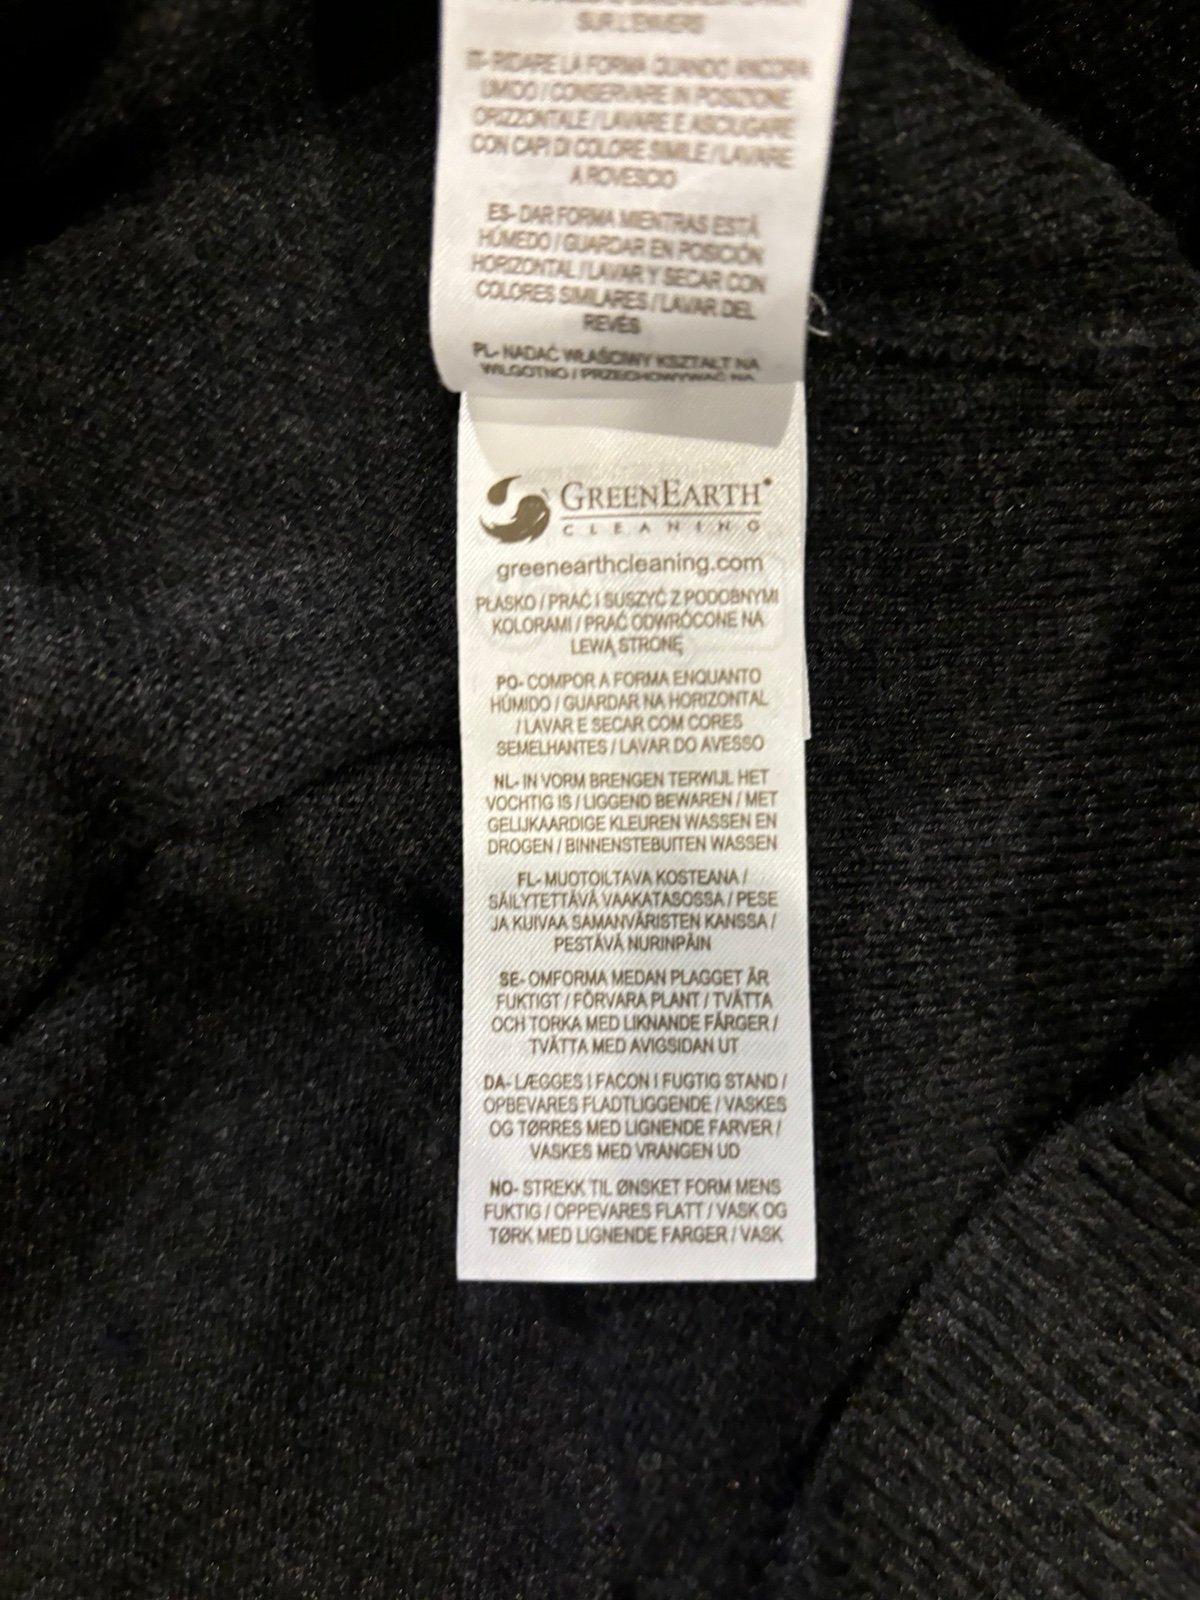 SUR L'ENVERS
IT- RIDARE LA FORMA QUANDO ANCORA
UMIDO / CONSERVARE IN POSIZIONE
ORIZZONTALE / LAVARE E ASCIUGARE
CON CAPI DI COLORE SIMILE / LAVARE
A ROVESCIO
ES- DAR FORMA MIENTRAS ESTÁ
HÚMEDO / GUARDAR EN POSICIÓN
HORIZONTAL / LAVAR Y SECAR CON
COLORES SIMILARES / LAVAR DEL
REVÉS
PL- NADAĆ WŁAŚCIWY KSZTAŁT NA
WILGOTNO / PRZECHOWYWAĆ NA
GREENEARTH®
CLEANING
greenearthcleaning.com
PŁASKO / PRAĆ I SUSZYĆ Z PODOBNYMI
KOLORAMI / PRAĆ ODWRÓCONE NA
LEWĄ STRONĘ
PO- COMPOR A FORMA ENQUANTO
HÚMIDO / GUARDAR NA HORIZONTAL
/ LAVAR E SECAR COM CORES
SEMELHANTES / LAVAR DO AVESSO
NL- IN VORM BRENGEN TERWIJL HET
VOCHTIG IS / LIGGEND BEWAREN / MET
GELIJKAARDIGE KLEUREN WASSEN EN
DROGEN / BINNENSTEBUITEN WASSEN
FL- MUOTOILTAVA KOSTEANA /
SÄILYTETTÄVÄ VAAKATASOSSA / PESE
JA KUIVAA SAMANVÄRISTEN KANSSA /
PESTÄVÄ NURINPÄIN
SE- OMFORMA MEDAN PLAGGET ÄR
FUKTIGT / FÖRVARA PLANT / TVÄTTA
OCH TORKA MED LIKNANDE FÄRGER /
TVÄTTA MED AVIGSIDAN UT
DA- LÆGGES I FACON I FUGTIG STAND /
OPBEVARES FLADTLIGGENDE / VASKES
OG TØRRES MED LIGNENDE FARVER /
VASKES MED VRANGEN UD
NO- STREKK TIL ØNSKET FORM MENS
FUKTIG / OPPEVARES FLATT / VASK OG
TØRK MED LIGNENDE FARGER / VASK